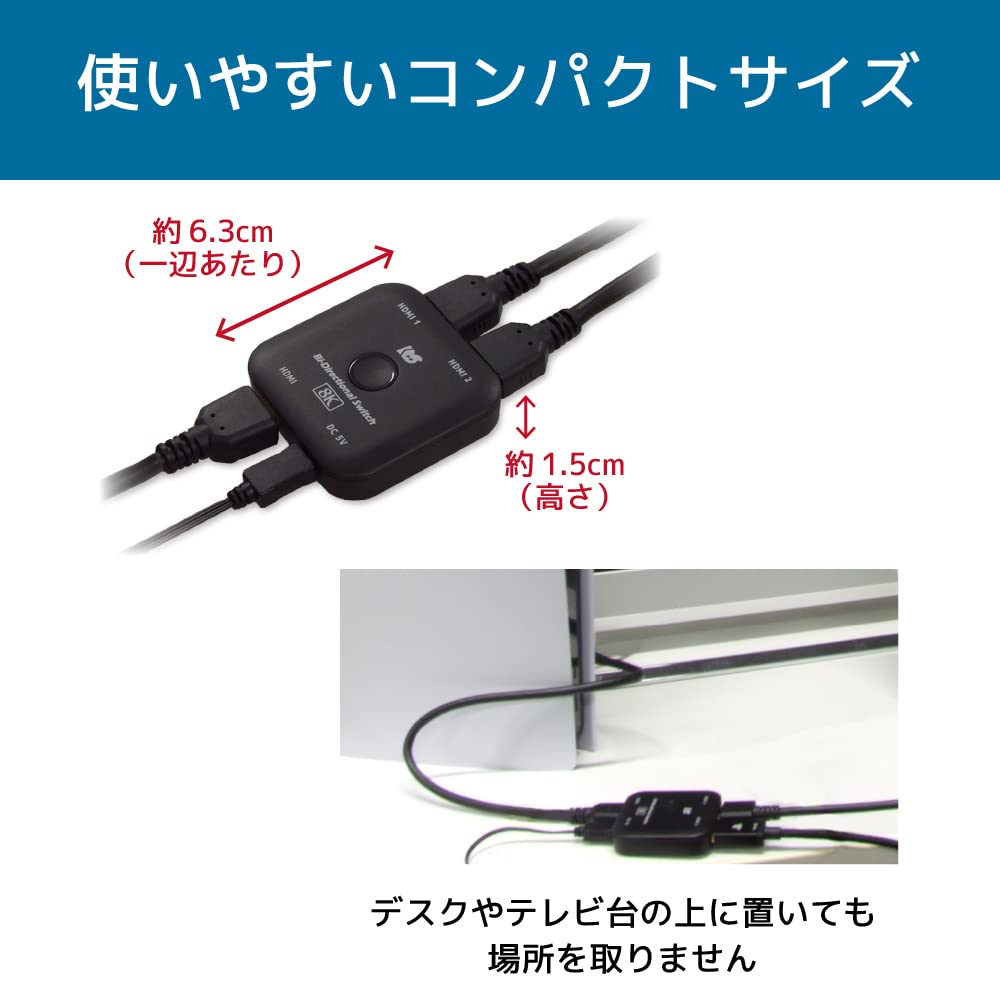 使いやすいコンパクトサイズ
約6.3cm
（一辺あたり）
HDMI 1
HDMI 2
HDMI
Bi-Directional Switch
8K
DC 5V
約1.5cm
（高さ）
デスクやテレビ台の上に置いても
場所を取りません